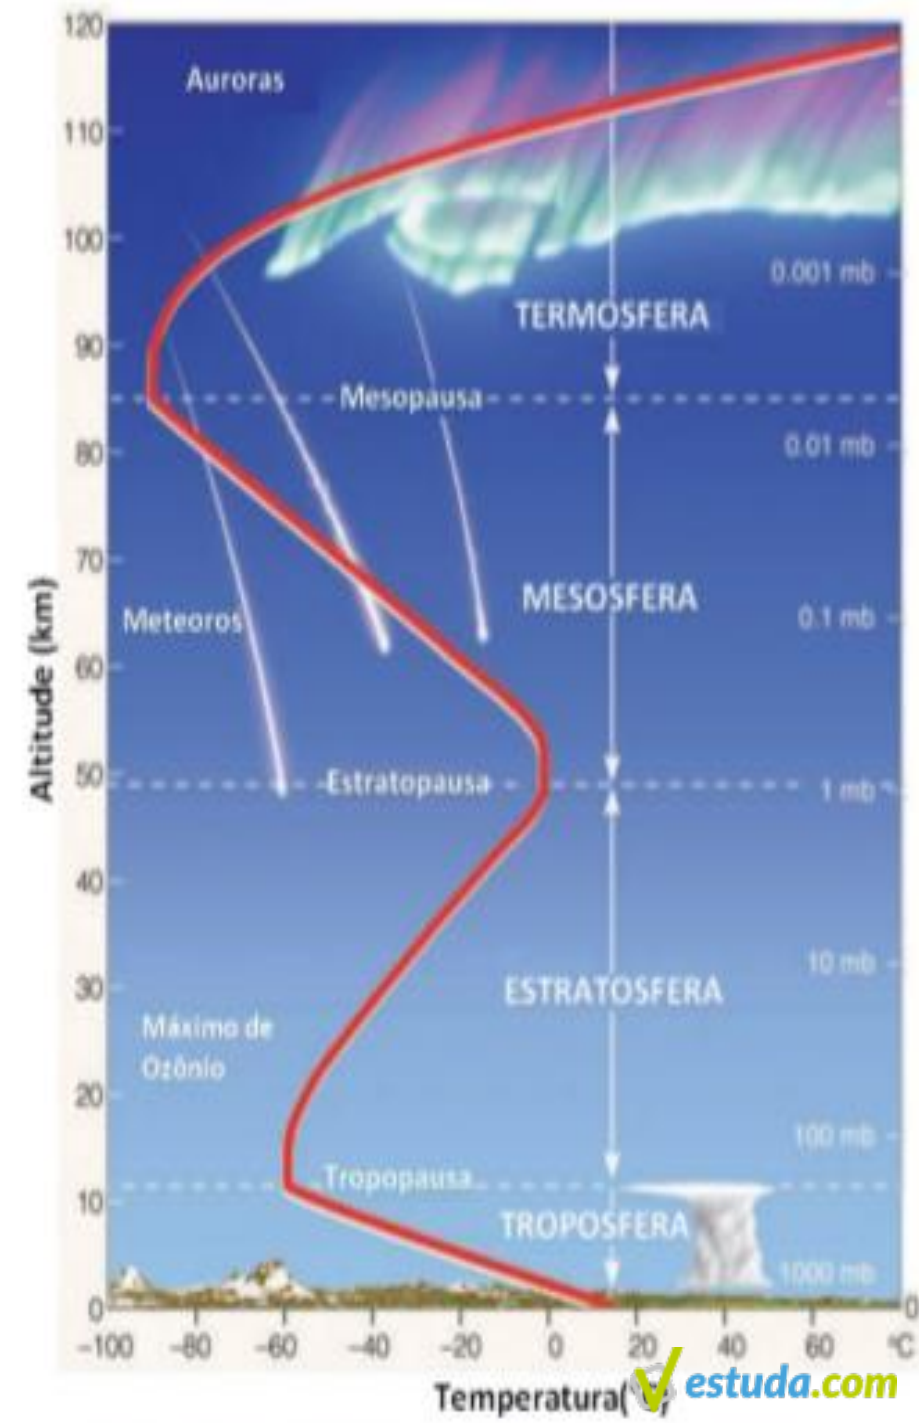 120
110
100
90
80
70
60
50
40
30
20
10
0
Altitude (km)
Auroras
0.001 mb
TERMOSFERA
Mesopausa
0.01 mb
MESOSFERA
0.1 mb
Meteoros
Estratopausa
1 mb
10 mb
ESTRATOSFERA
Máximo de
Ozônio
100 mb
Tropopausa
TROPOSFERA
1000 mb
0
-100 -80 -60 -40 -20 0 20 40 60 ºC
Temperatura(
estuda.com